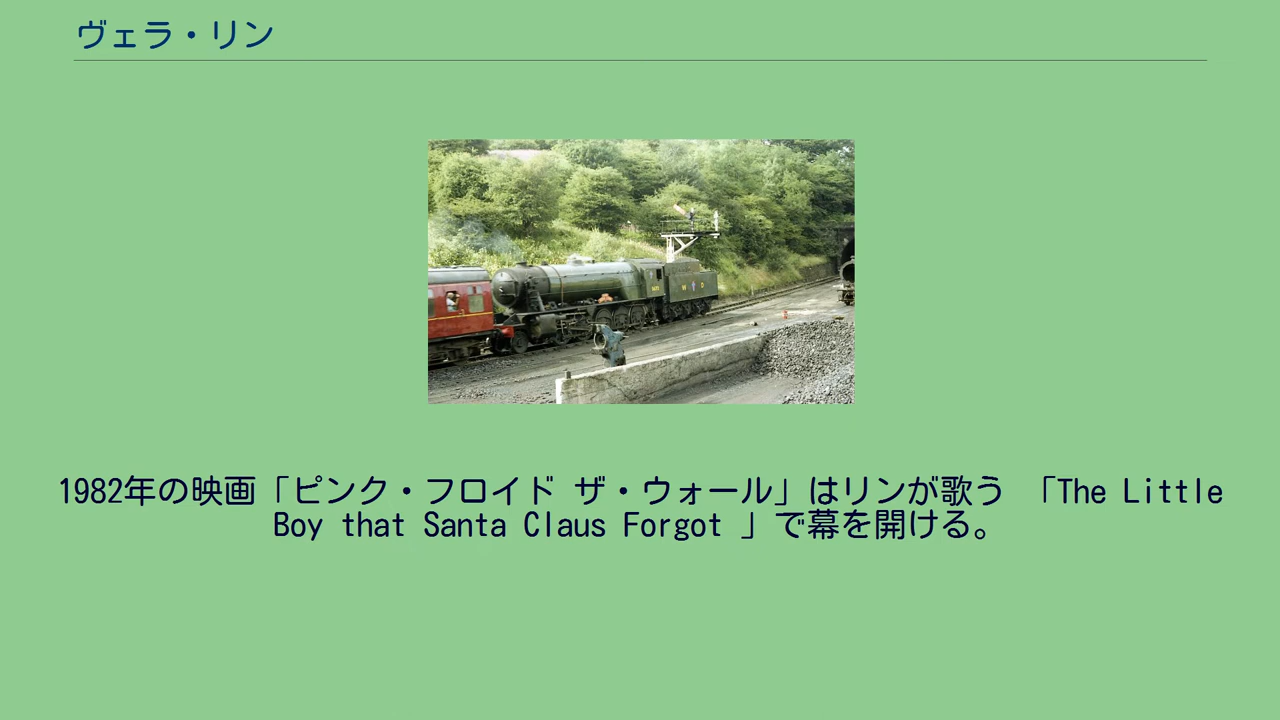 ヴェラ・リン
1982年の映画「ピンク・フロイド ザ・ウォール」はリンが歌う 「The Little
Boy that Santa Claus Forgot 」で幕を開ける。